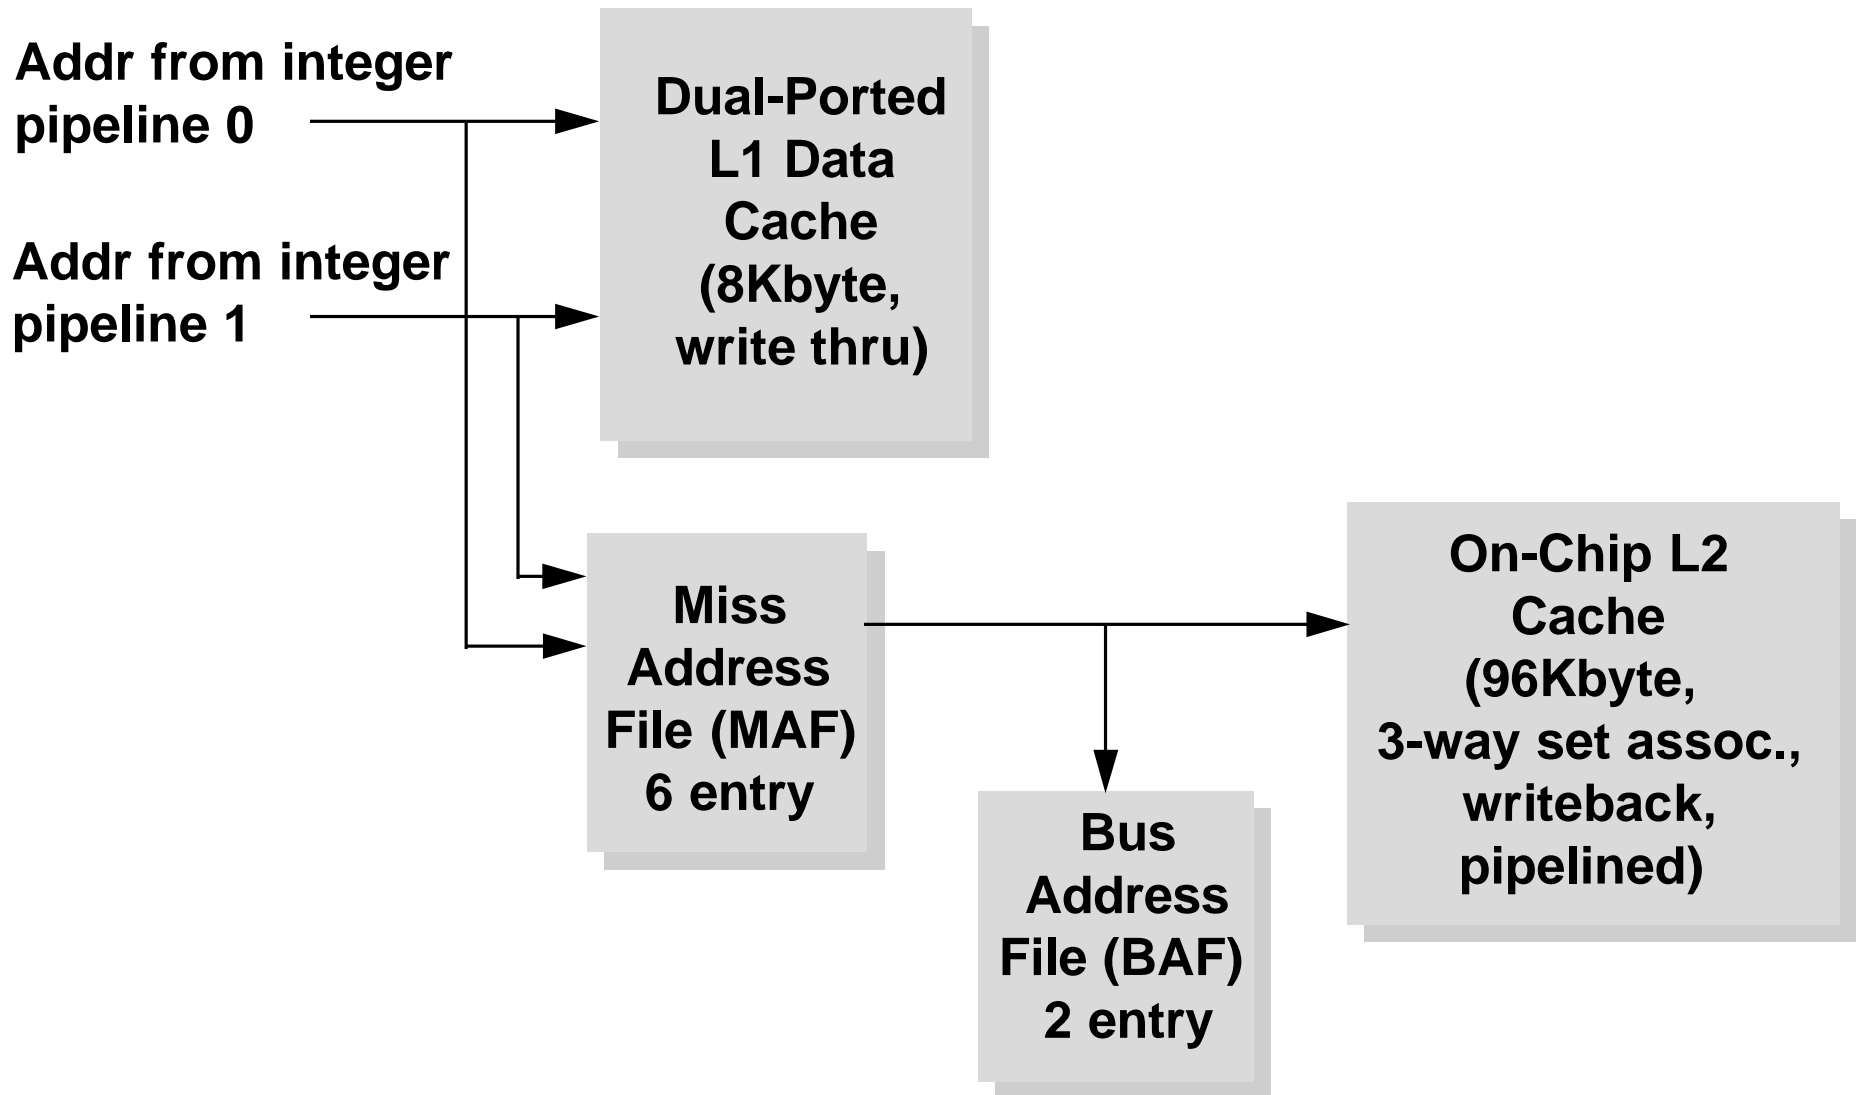 Addr from integer
pipeline 0
Addr from integer
pipeline 1
Dual-Ported
L1 Data
Cache
(8Kbyte,
write thru)
Miss
Address
File (MAF)
6 entry
Bus
Address
File (BAF)
2 entry
On-Chip L2
Cache
(96Kbyte,
3-way set assoc.,
writeback,
pipelined)